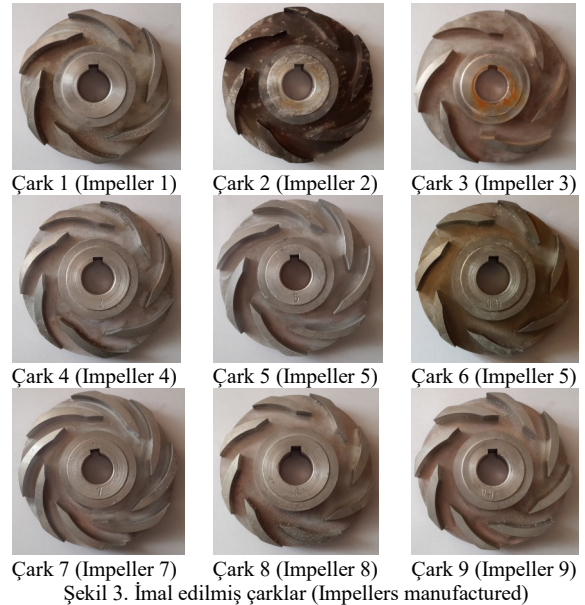 Çark 1 (Impeller 1) Çark 2 (Impeller 2) Çark 3 (Impeller 3)
Çark 4 (Impeller 4) Çark 5 (Impeller 5) Çark 6 (Impeller 5)
Çark 7 (Impeller 7) Çark 8 (Impeller 8) Çark 9 (Impeller 9)
Şekil 3. İmal edilmiş çarklar (Impellers manufactured)